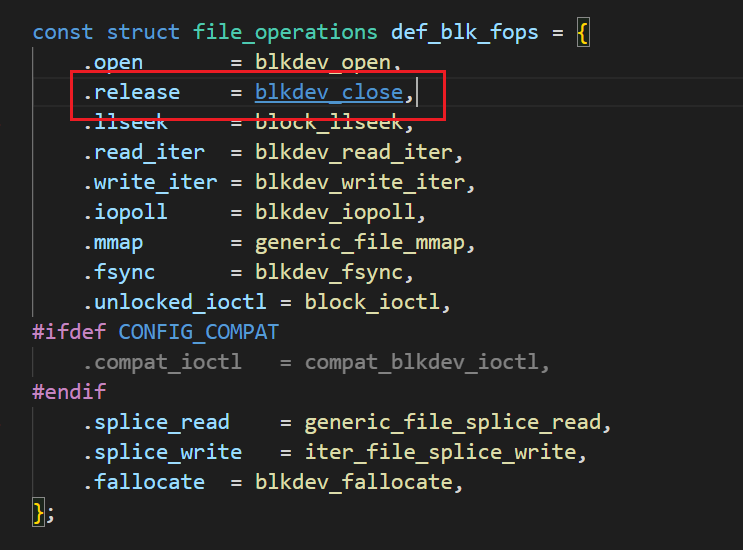 const struct file_operations def_blk_fops = {
    .open       = blkdev_open,
    .release    = blkdev_close,
    .llseek     = block_llseek,
    .read_iter  = blkdev_read_iter,
    .write_iter = blkdev_write_iter,
    .iopoll     = blkdev_iopoll,
    .mmap       = generic_file_mmap,
    .fsync      = blkdev_fsync,
    .unlocked_ioctl = block_ioctl,
#ifdef CONFIG_COMPAT
    .compat_ioctl   = compat_blkdev_ioctl,
#endif
    .splice_read    = generic_file_splice_read,
    .splice_write   = iter_file_splice_write,
    .fallocate  = blkdev_fallocate,
};